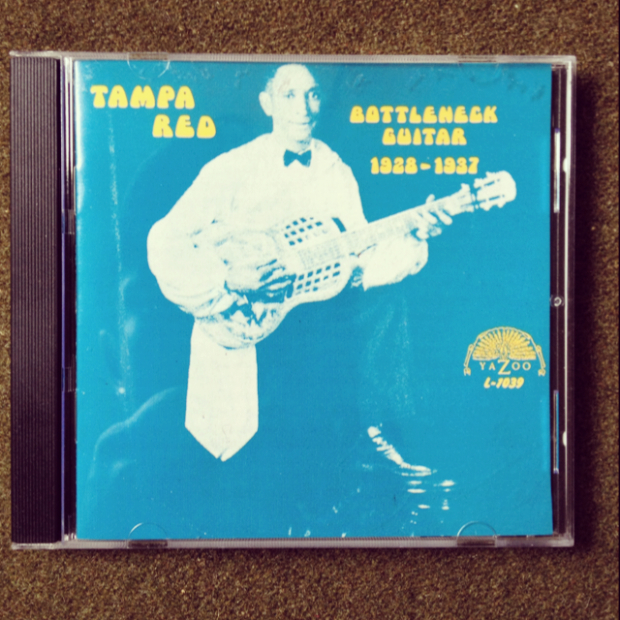 TAMPA
RED
BOTTLENECK
GUITAR
1928-1937
YAZOO
L-1039